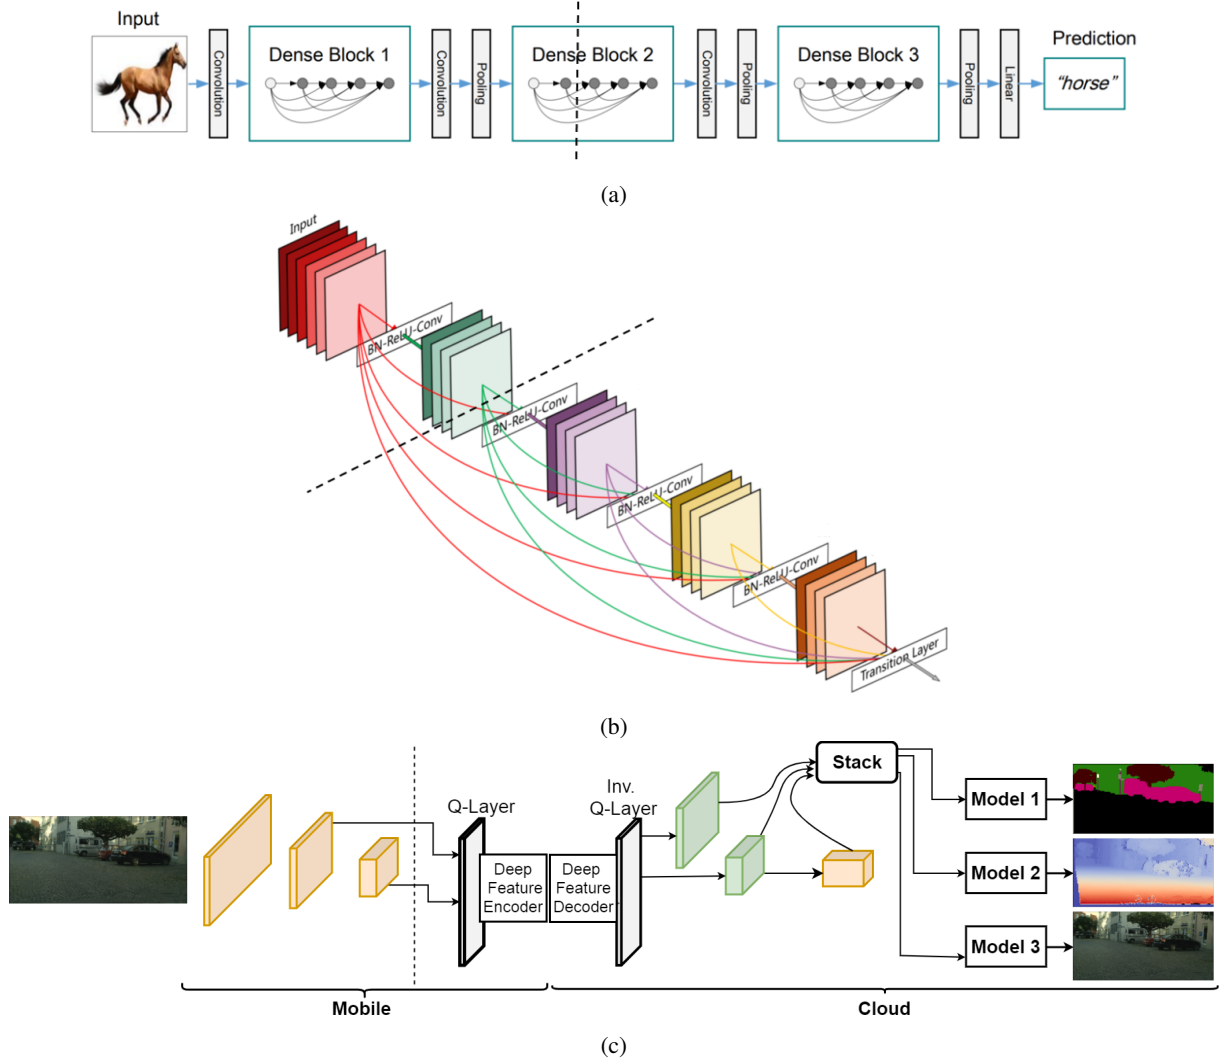 Input
Prediction
Convolution
Dense Block 1
Convolution
Pooling
Dense Block 2
Convolution
Pooling
Dense Block 3
Pooling
Linear
"horse"
(a)
Input
BN-ReLU-Conv
BN-ReLU-Conv
BN-ReLU-Conv
BN-ReLU-Conv
Transition Layer
(b)
Q-Layer
Deep
Feature
Encoder
Inv.
Q-Layer
Deep
Feature
Decoder
Stack
Model 1
Model 2
Model 3
Mobile
Cloud
(c)